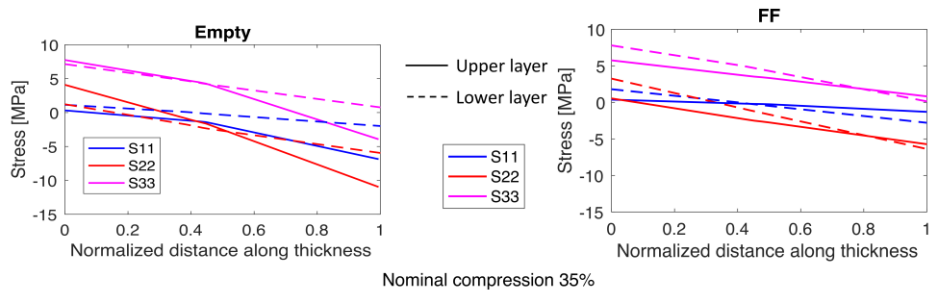 Empty
Stress [MPa]
10
5
0
-5
-10
-15
S11
S22
S33
0 0.2 0.4 0.6 0.8 1
Normalized distance along thickness
Upper layer
Lower layer
S11
S22
S33
FF
Stress [MPa]
10
5
0
-5
-10
-15
0 0.2 0.4 0.6 0.8 1
Normalized distance along thickness
Nominal compression 35%